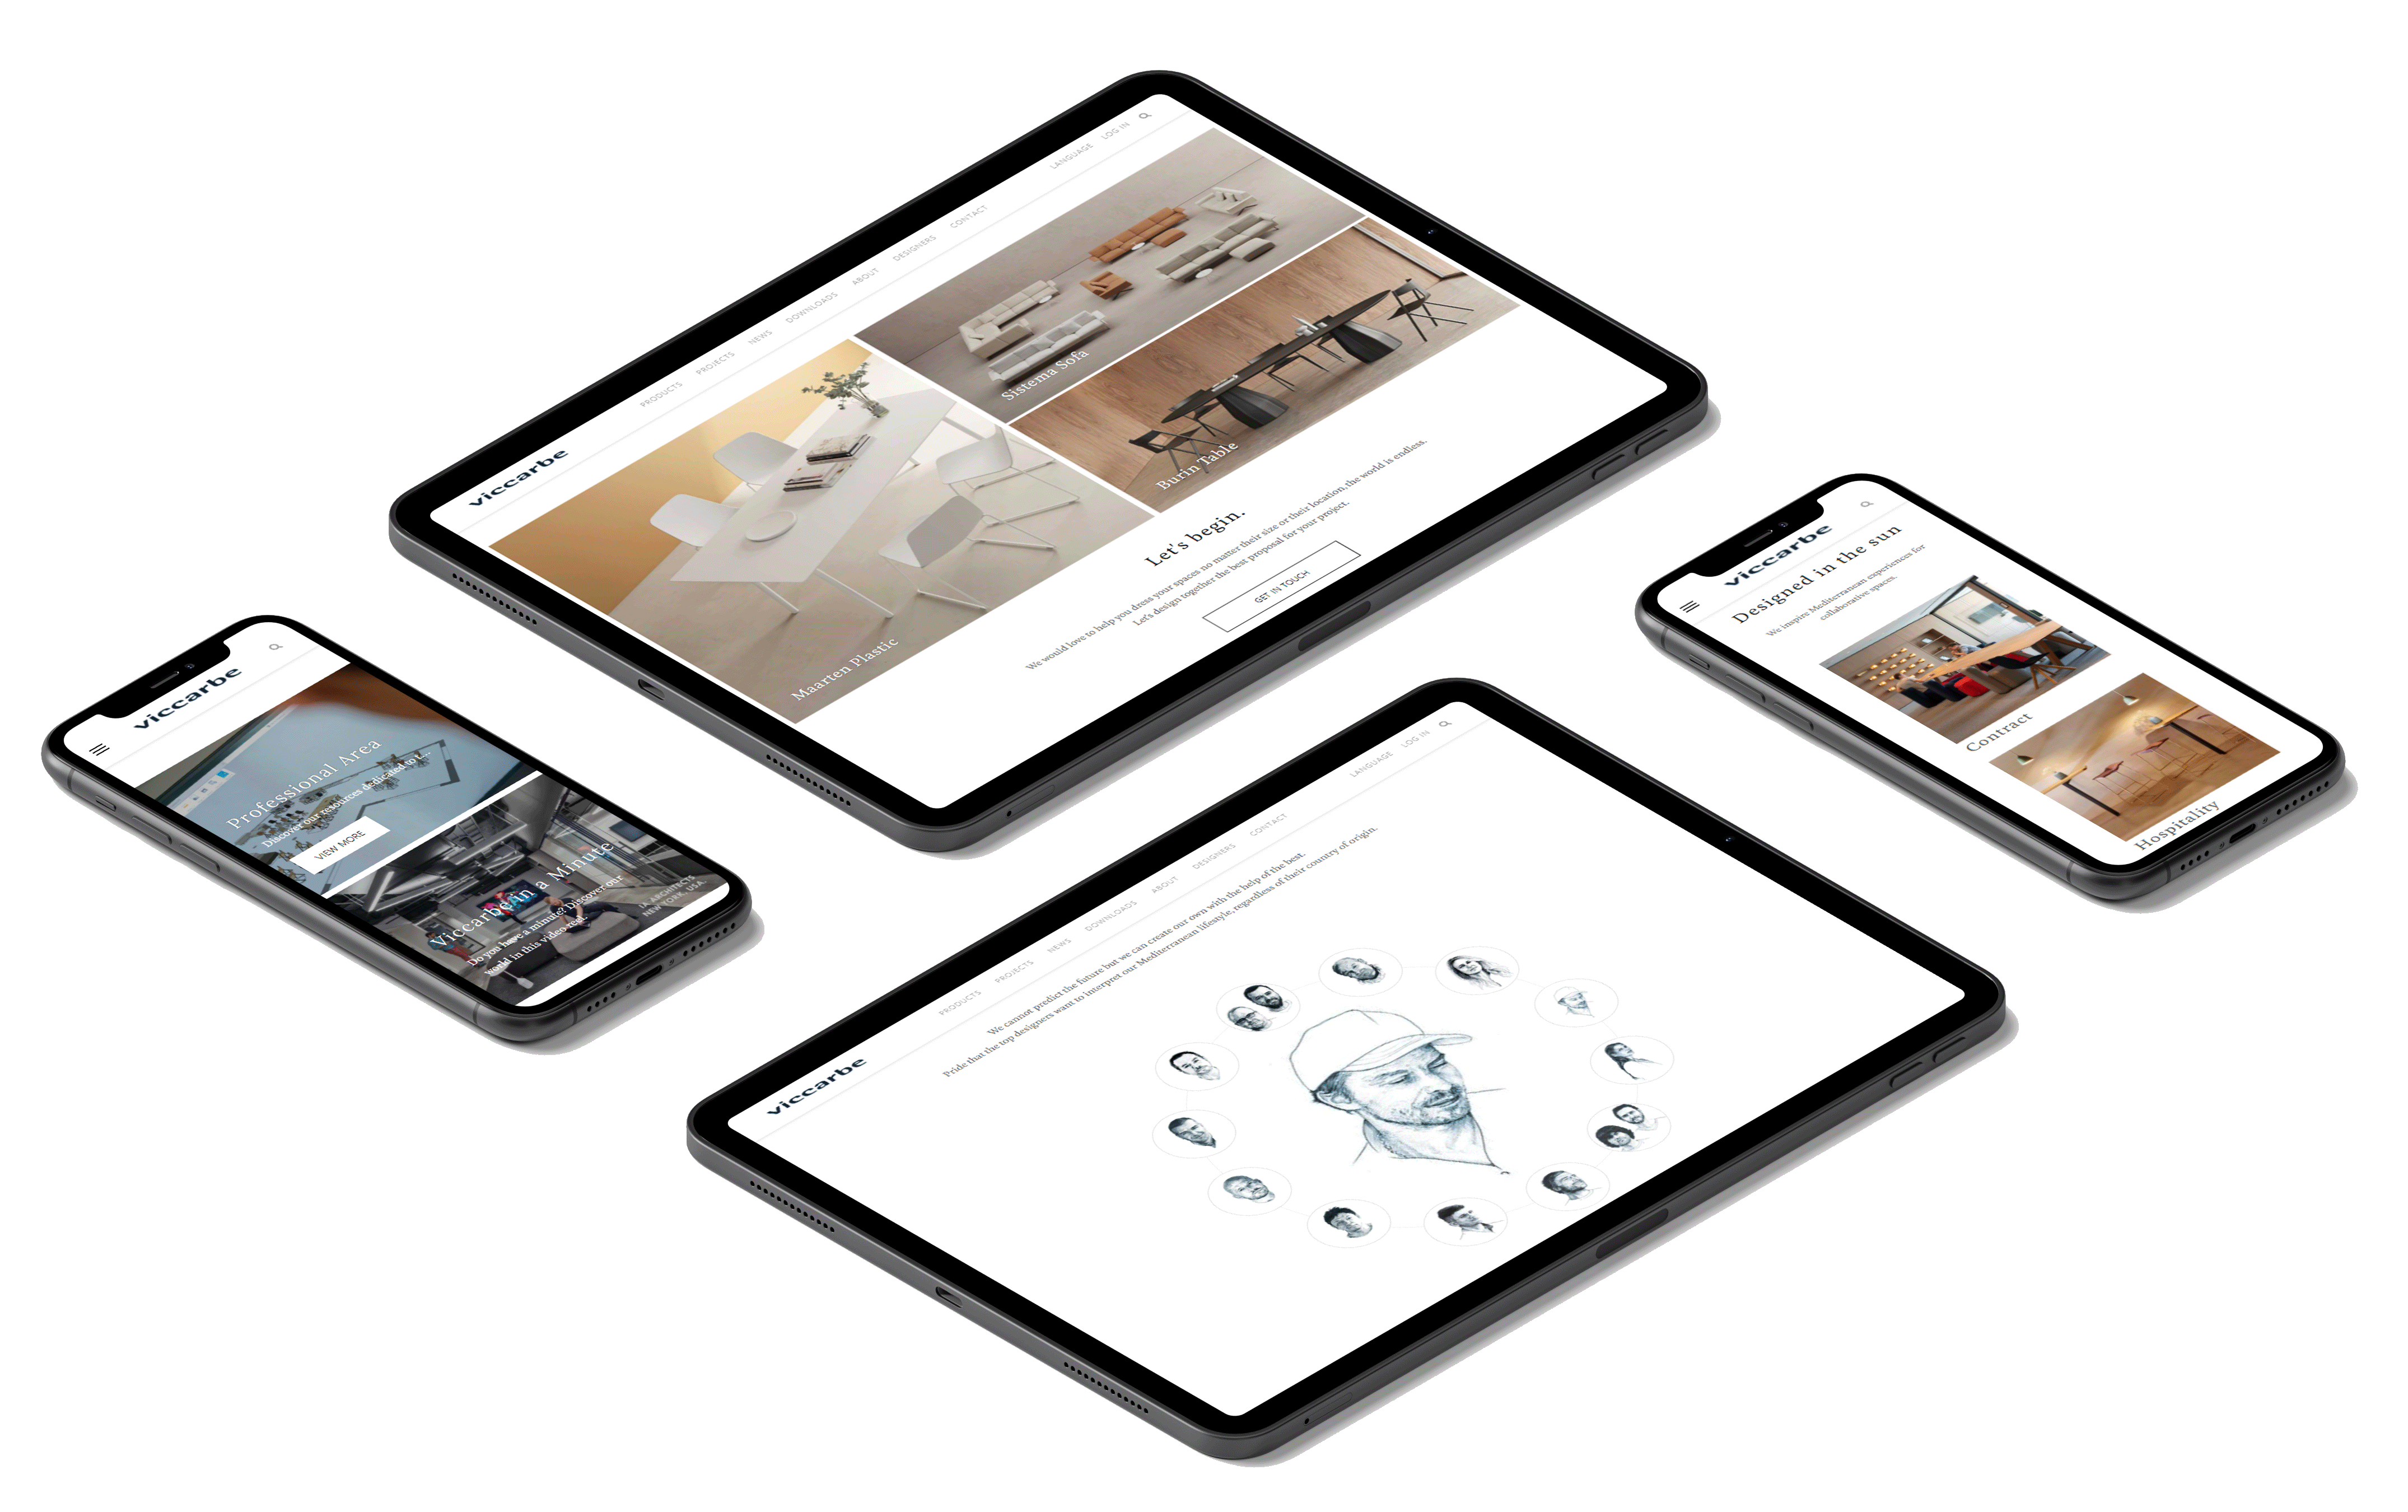 viccarbe
PRODUCTS PROJECTS NEWS DOWNLOADS ABOUT DESIGNERS CONTACT
LANGUAGE LOG IN
Maarten Plastic
Sistema Sofa
Burin Table
Let's begin.
We would love to help you dress your spaces no matter their size or their location, the world is endless.
Let's design together the best proposal for your project.
GET IN TOUCH
viccarbe
Professional Area
Discover our resources dedicated to t...
VIEW MORE
Viccarbe in a Minute
Do you have a minute? Discover our
world in this video reel.
IA ARCHITECTS
NEW YORK, USA.
viccarbe
Designed in the sun
We inspire Mediterranean experiences for
collaborative spaces.
Contract
Hospitality
viccarbe
PRODUCTS PROJECTS NEWS DOWNLOADS ABOUT DESIGNERS CONTACT
LANGUAGE LOG IN
We cannot predict the future but we can create our own with the help of the best.
Pride that the top designers want to interpret our Mediterranean lifestyle, regardless of their country of origin.